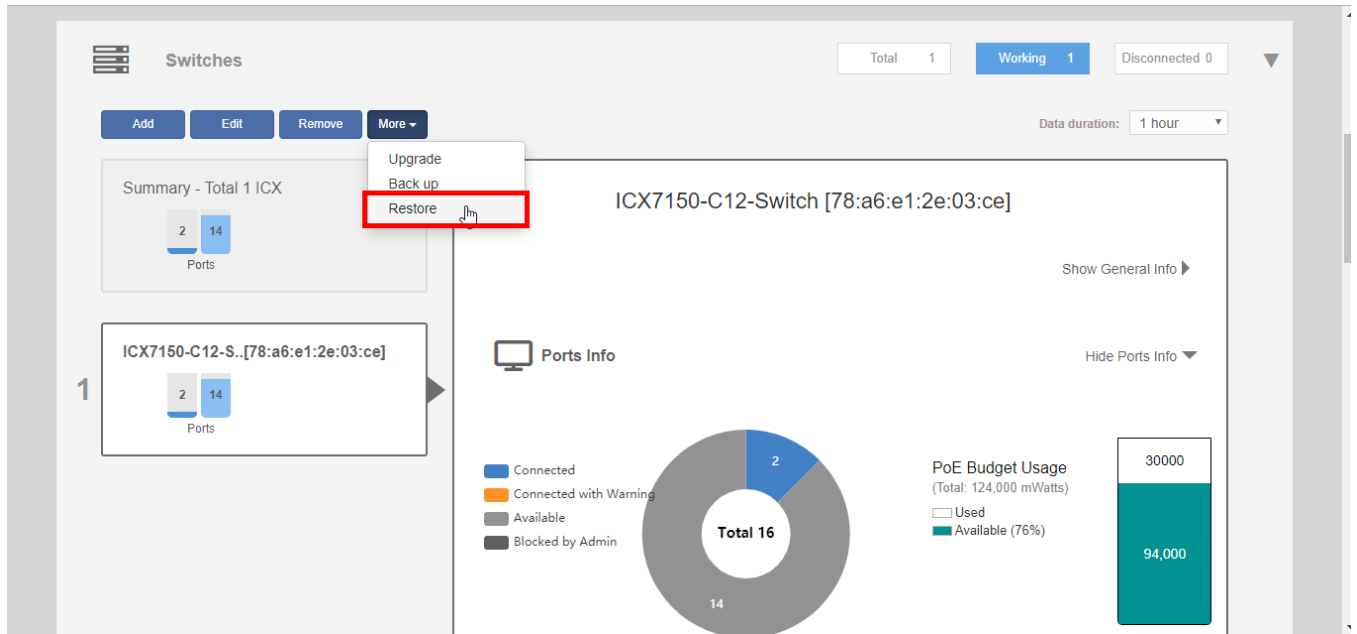 Switches
Total 1
Working 1
Disconnected 0
Add
Edit
Remove
More
Data duration:
1 hour
Upgrade
Back up
Restore
Summary - Total 1 ICX
2
14
Ports
ICX7150-C12-Switch [78:a6:e1:2e:03:ce]
Show General Info
1
ICX7150-C12-S..[78:a6:e1:2e:03:ce]
2
14
Ports
Ports Info
Hide Ports Info
Connected
Connected with Warning
Available
Blocked by Admin
2
Total 16
14
PoE Budget Usage
(Total: 124,000 mWatts)
Used
Available (76%)
30000
94,000